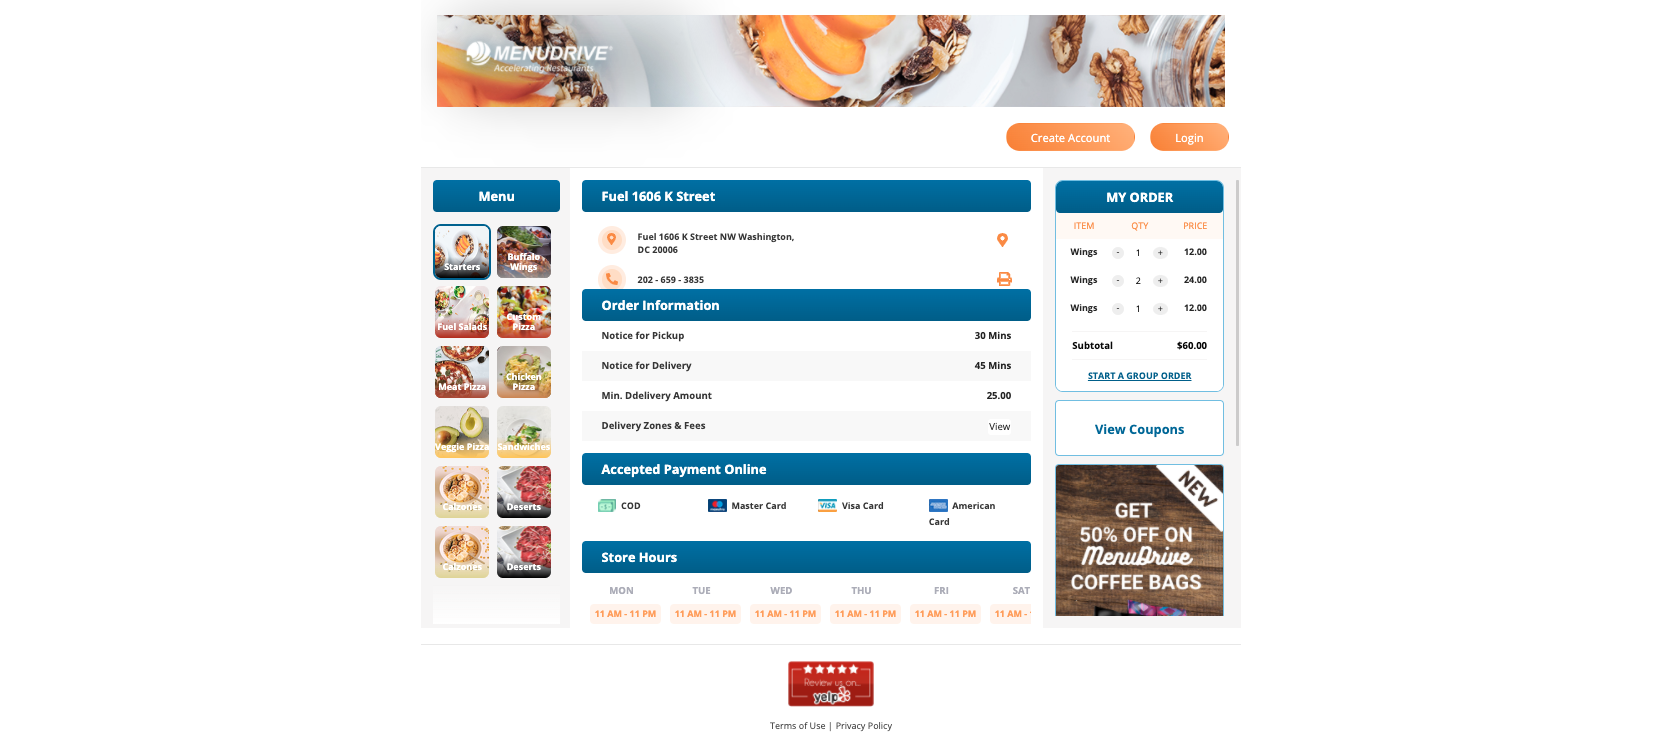 MENUDRIVE
Accelerating Restaurants
Create Account
Login
Menu
Starters
Buffalo
Wings
Fuel Salads
Custom
Pizza
Meat Pizza
Chicken
Pizza
Veggie Pizza
Sandwiches
Calzones
Deserts
Calzones
Deserts
Fuel 1606 K Street
Fuel 1606 K Street NW Washington,
DC 20006
202 - 659 - 3835
Order Information
Notice for Pickup 30 Mins
Notice for Delivery 45 Mins
Min. Ddelivery Amount 25.00
Delivery Zones & Fees View
Accepted Payment Online
COD Master Card VISA Visa Card American
Card
Store Hours
MON TUE WED THU FRI SAT
11 AM - 11 PM 11 AM - 11 PM 11 AM - 11 PM 11 AM - 11 PM 11 AM - 11 PM 11 AM -
MY ORDER
ITEM QTY PRICE
Wings - 1 + 12.00
Wings - 2 + 24.00
Wings - 1 + 12.00
Subtotal $60.00
START A GROUP ORDER
View Coupons
NEW
GET
50% OFF ON
MenuDrive
COFFEE BAGS
Review us on...
yelp
Terms of Use | Privacy Policy